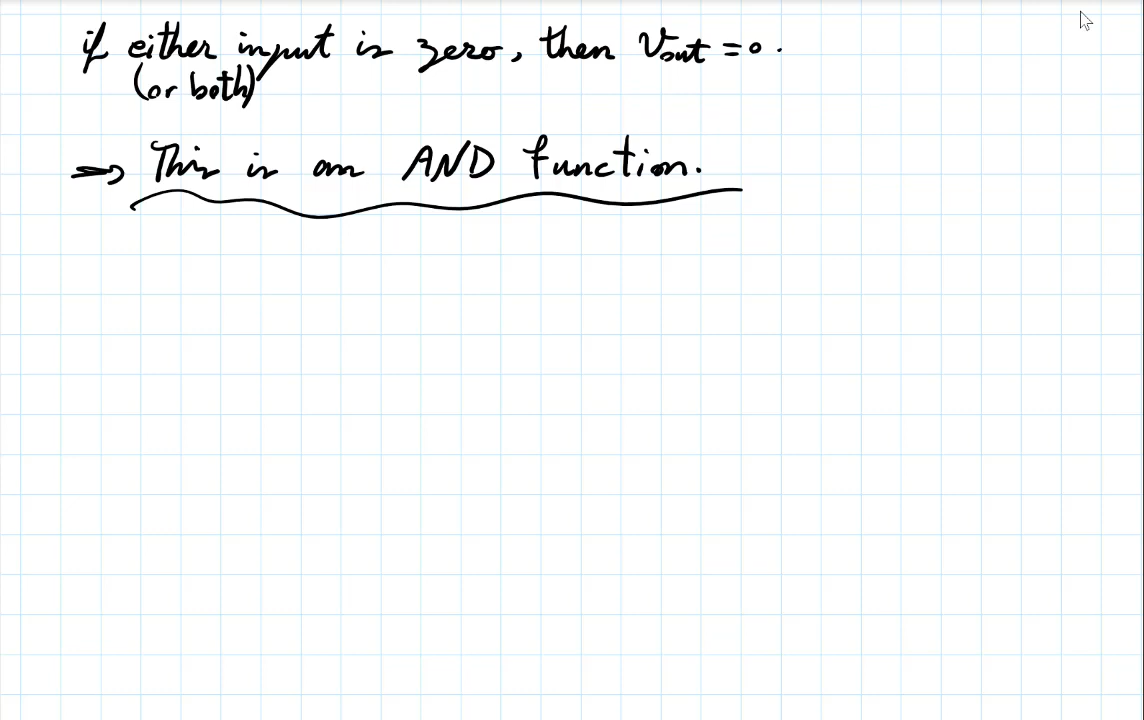 if either input is zero, then Vout = 0.
(or both)
⇒ This is an AND function.